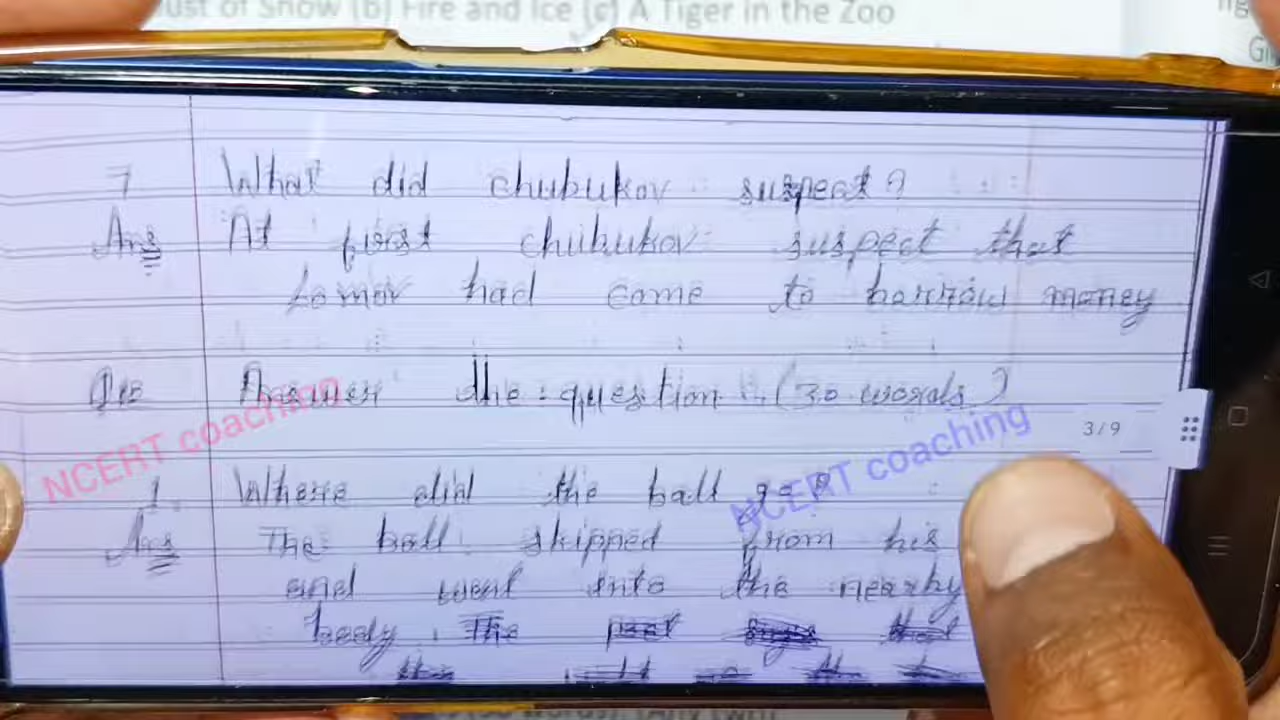 Dust of Snow (b) Fire and Ice (c) A Tiger in the Zoo
7 What did chubukov suspeat ?
Ans At first chubukov suspect that
Lomov had come to borrow money
Answer the question (30 words)
3/9
NCERT coaching
NCERT coaching
1. Where did the ball go ?
Ans The ball skipped from his
and went into the nearby
body. The